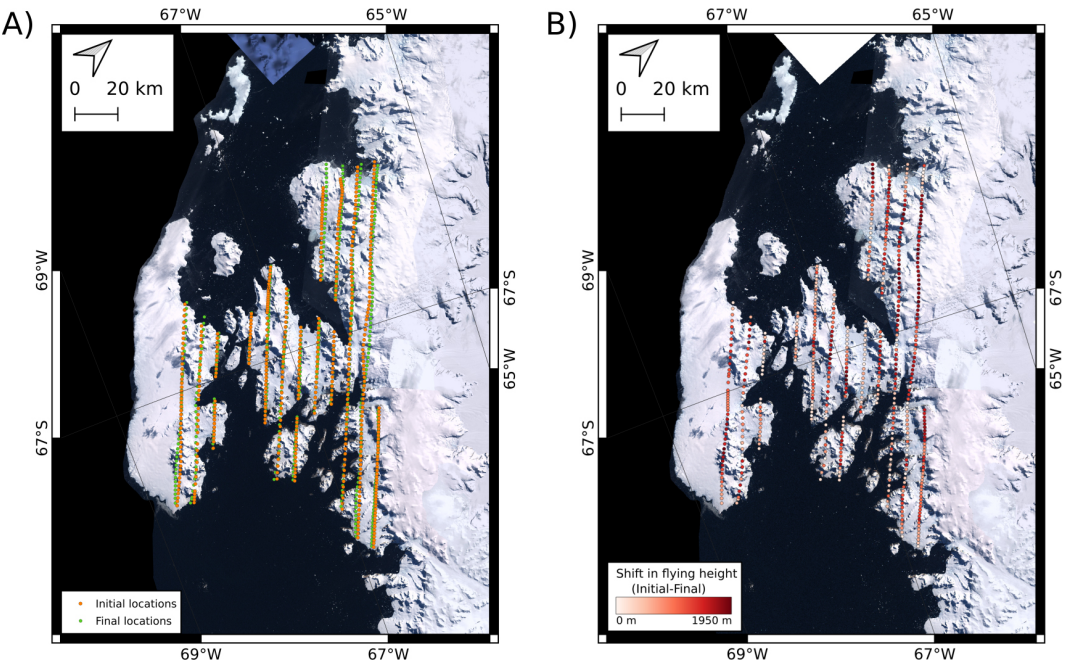 A)
67°W
65°W
0
20 km
69°W
67°S
67°S
65°W
Initial locations
Final locations
69°W
67°W
B)
67°W
65°W
0
20 km
69°W
67°S
67°S
65°W
Shift in flying height
(Initial-Final)
0 m
1950 m
69°W
67°W